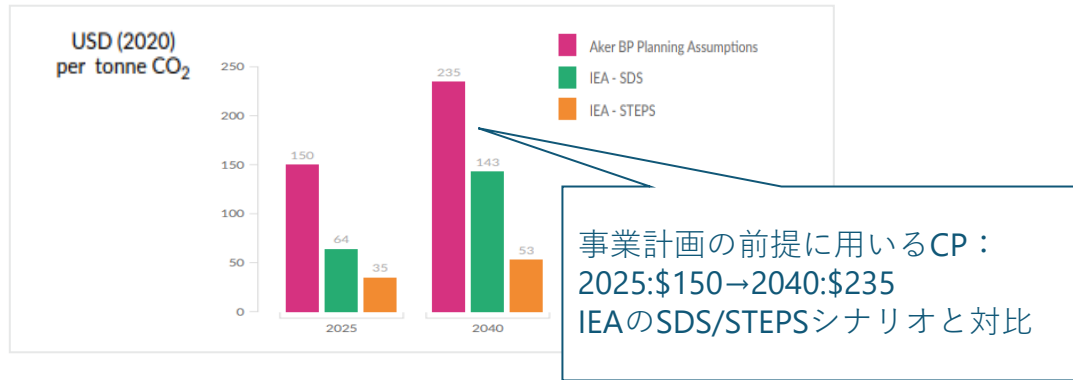 USD (2020)
per tonne CO₂
Aker BP Planning Assumptions
IEA - SDS
IEA - STEPS
250
200
150
100
50
0
150
64
35
235
143
53
2025
2040
事業計画の前提に用いるCP：
2025:$150→2040:$235
IEAのSDS/STEPSシナリオと対比